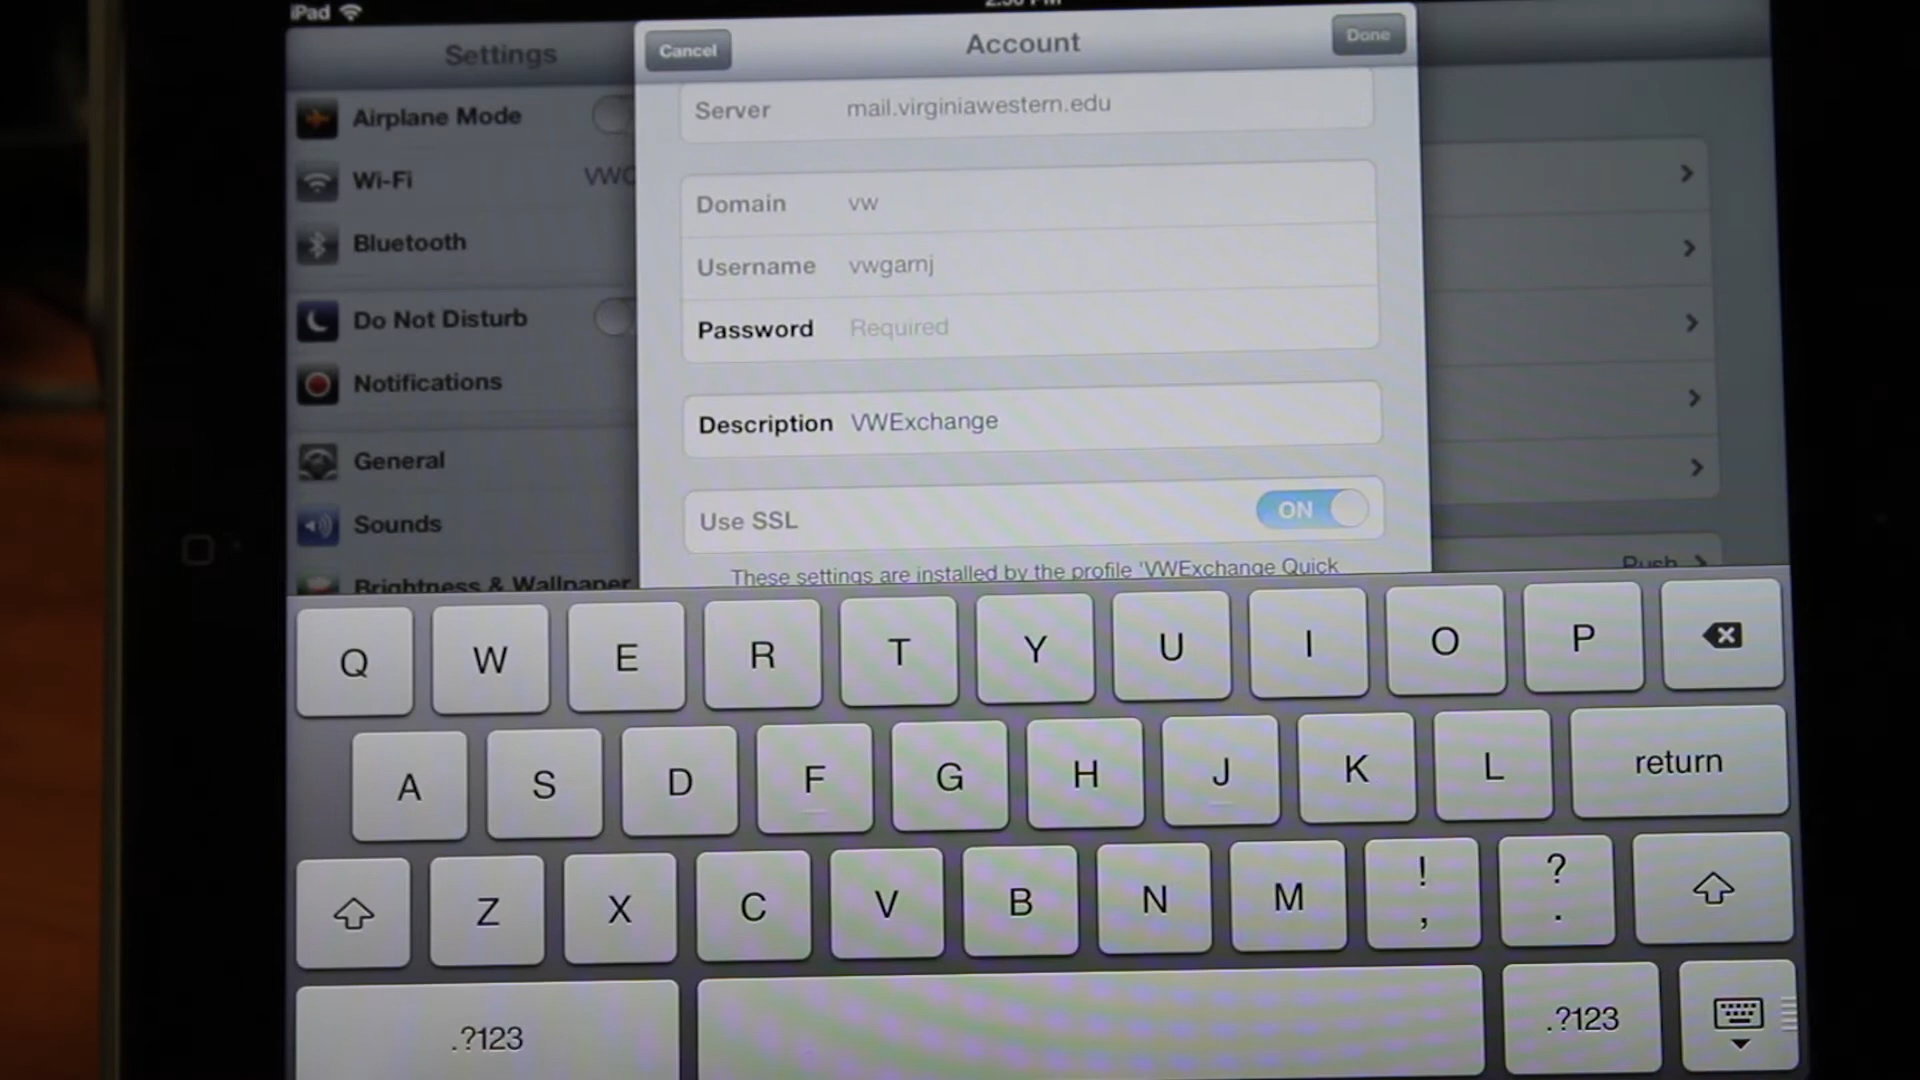 iPad
Settings
Cancel
Account
Done
Airplane Mode
Wi-Fi
Bluetooth
Do Not Disturb
Notifications
General
Sounds
Brightness & Wallpaper
Server mail.virginiawestern.edu
Domain vw
Username vwgarnj
Password Required
Description VWExchange
Use SSL ON
These settings are installed by the profile 'VWExchange Quick
Push
Q W E R T Y U I O P
A S D F G H J K L return
Z X C V B N M ! , ? .
.?123 .?123